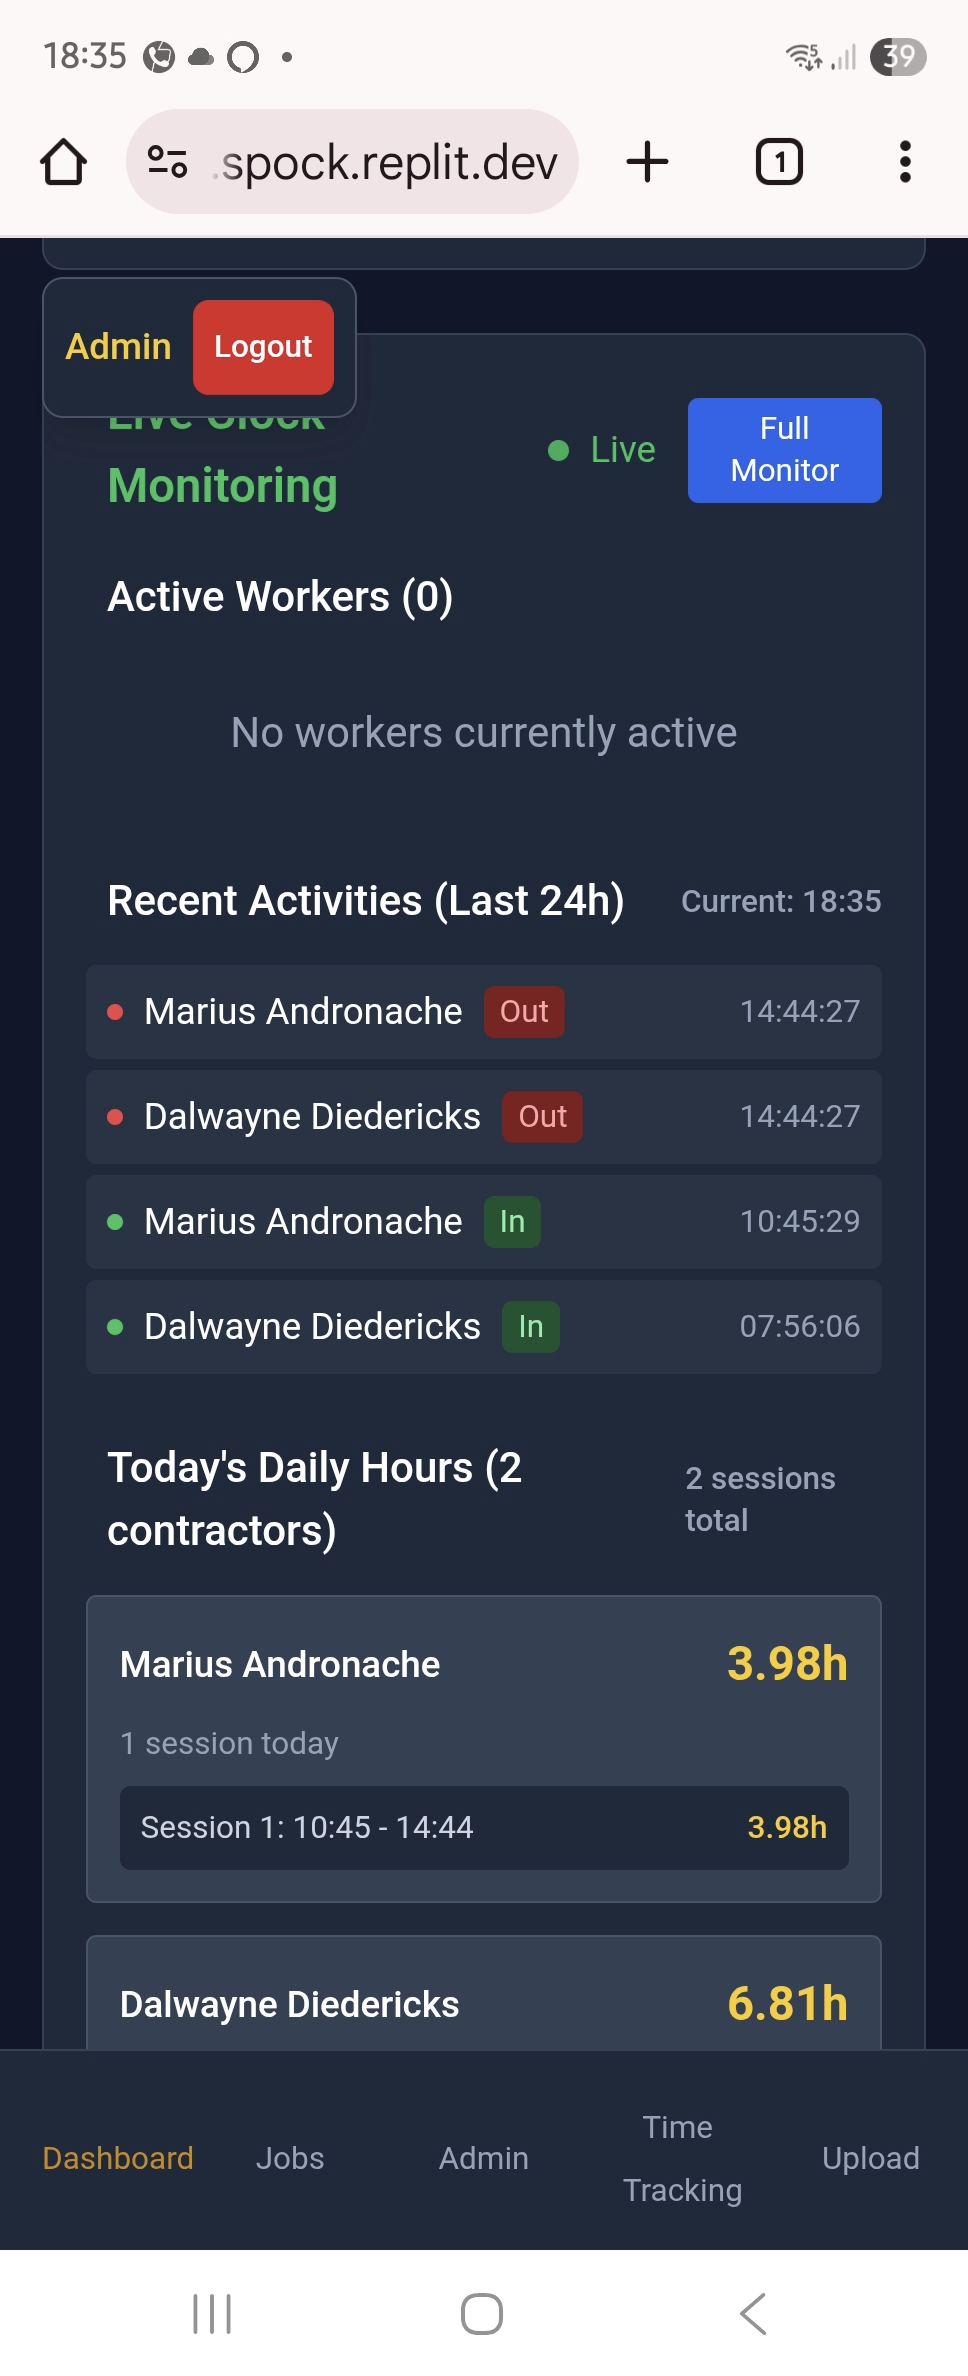 18:35
5
39
.spock.replit.dev
1
Admin
Logout
Live Clock
Monitoring
Live
Full
Monitor
Active Workers (0)
No workers currently active
Recent Activities (Last 24h)
Current: 18:35
Marius Andronache
Out
14:44:27
Dalwayne Diedericks
Out
14:44:27
Marius Andronache
In
10:45:29
Dalwayne Diedericks
In
07:56:06
Today's Daily Hours (2
contractors)
2 sessions
total
Marius Andronache
3.98h
1 session today
Session 1: 10:45 - 14:44
3.98h
Dalwayne Diedericks
6.81h
Dashboard
Jobs
Admin
Time
Tracking
Upload